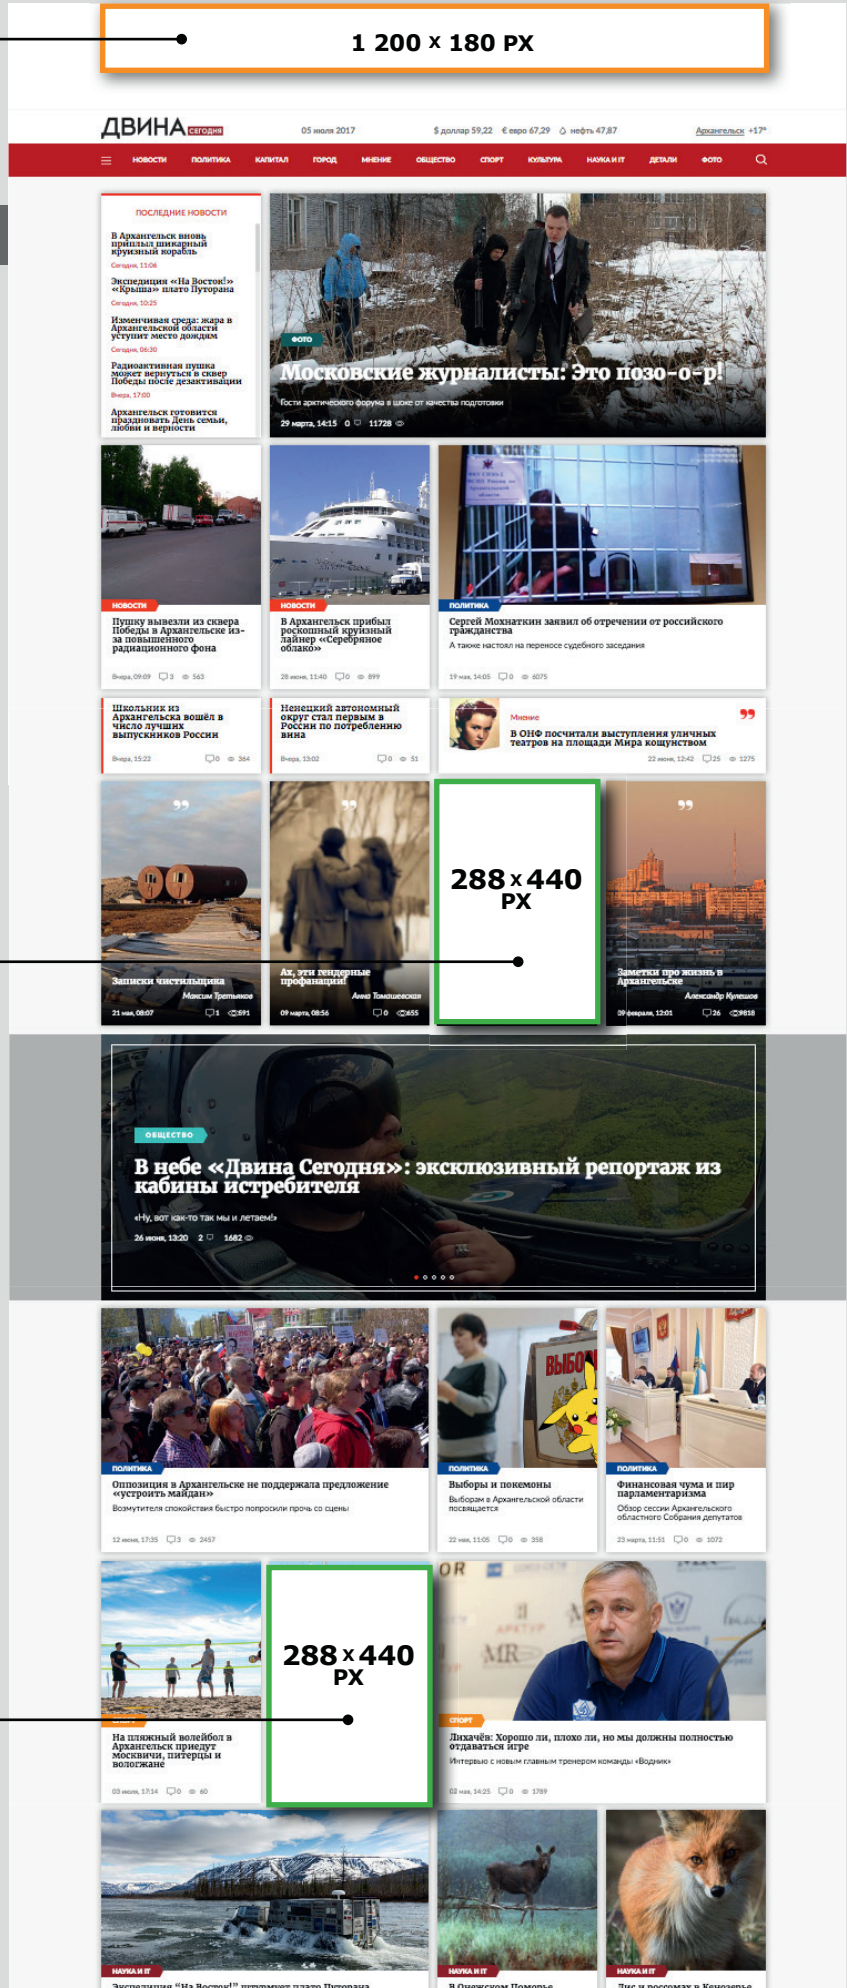 1 200 X 180 PX
ДВИНА СЕГОДНЯ
05 июля 2017
$ доллар 59,22 € евро 67,29 нефть 47,87
Архангельск +17°
НОВОСТИ ПОЛИТИКА КАПИТАЛ ГОРОД МНЕНИЕ ОБЩЕСТВО СПОРТ КУЛЬТУРА НАУКА И IT ДЕТАЛИ ФОТО
ПОСЛЕДНИЕ НОВОСТИ
В Архангельск вновь
приплыл шикарный
круизный корабль
Сегодня, 11:06
Экспедиция «На Восток!»
«Крыша» плато Путорана
Сегодня, 10:25
Изменчивая среда: жара в
Архангельской области
уступит место дождям
Сегодня, 06:30
Радиоактивная пушка
может вернуться в сквер
Победы после дезактивации
Вчера, 17:00
Архангельск готовится
праздновать День семьи,
любви и верности
ФОТО
Московские журналисты: Это позо-о-р!
Гости арктического форума в шоке от качества подготовки
29 марта, 14:15 0 11728
НОВОСТИ
Пушку вывезли из сквера
Победы в Архангельске из-
за повышенного
радиационного фона
Вчера, 09:09 3 563
НОВОСТИ
В Архангельск прибыл
роскошный круизный
лайнер «Серебряное
облако»
28 июня, 11:40 0 899
ПОЛИТИКА
Сергей Мохнаткин заявил об отречении от российского
гражданства
А также настоял на переносе судебного заседания
19 мая, 14:05 0 6075
Школьник из
Архангельска вошёл в
число лучших
выпускников России
Вчера, 15:22 0 364
Ненецкий автономный
округ стал первым в
России по потреблению
вина
Вчера, 13:02 0 51
Мнение
В ОНФ посчитали выступления уличных
театров на площади Мира кощунством
22 июня, 12:42 25 1275
Записки чистильщика
Максим Третьяков
21 мая, 08:07 1 591
Ах, эти гендерные
профанации!
Анна Томашевская
09 марта, 08:56 0 655
288 X 440
PX
Заметки про жизнь в
Архангельске
Александр Кулешов
09 февраля, 12:01 26 9818
ОБЩЕСТВО
В небе «Двина Сегодня»: эксклюзивный репортаж из
кабины истребителя
«Ну, вот как-то так мы и летаем!»
26 июня, 13:20 2 1682
ПОЛИТИКА
Оппозиция в Архангельске не поддержала предложение
«устроить майдан»
Возмутителя спокойствия быстро попросили прочь со сцены
12 июня, 17:35 3 2457
ВЫБОР
ПОЛИТИКА
Выборы и покемоны
Выборам в Архангельской области
посвящается
22 мая, 11:05 0 358
ПОЛИТИКА
Финансовая чума и пир
парламентаризма
Обзор сессии Архангельского
областного Собрания депутатов
23 марта, 11:51 0 1072
СПОРТ
На пляжный волейбол в
Архангельск приедут
москвичи, питерцы и
вологжане
03 июля, 17:14 0 60
288 X 440
PX
OR
АРКТУР
MR
СПОРТ
Лихачёв: Хорошо ли, плохо ли, но мы должны полностью
отдаваться игре
Интервью с новым главным тренером команды «Водник»
02 мая, 14:25 0 1789
НАУКА И IT
Экспедиция “На Восток!” штурмует плато Путорана
НАУКА И IT
В Онежском Поморье
НАУКА И IT
Лис и россомах в Кенозерье